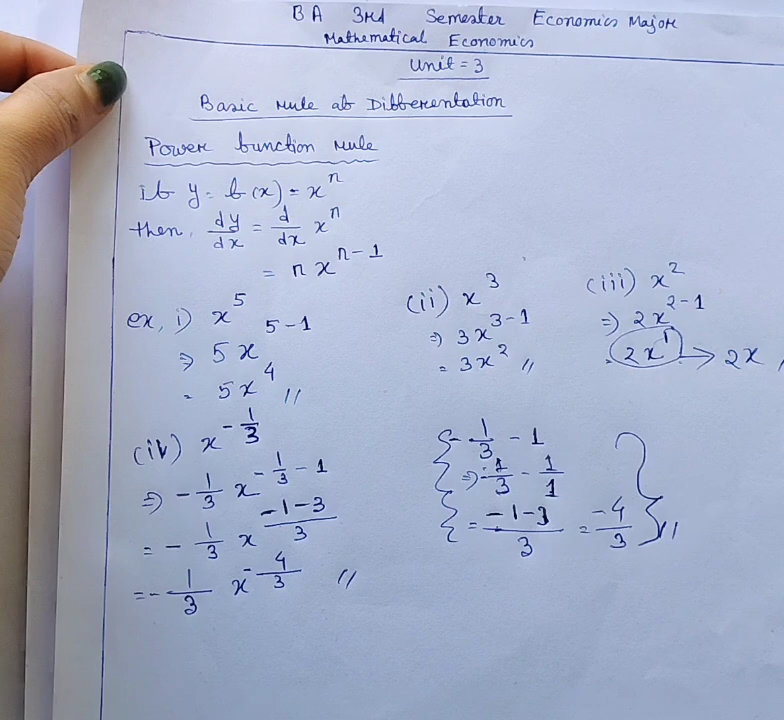 BA 3rd Semester Economics Major
Mathematical Economics
Unit = 3
Basic rule of Differentation
Power function rule
if y = f(x) = x^n
then, dy/dx = d/dx x^n
= n x^{n-1}
ex, i) x^5
⇒ 5x^{5-1}
= 5x^4 //
(ii) x^3
⇒ 3x^{3-1}
= 3x^2 //
(iii) x^2
⇒ 2x^{2-1}
= 2x^1 → 2x //
(iv) x^{-1/3}
⇒ -1/3 x^{-1/3 - 1}
= -1/3 x^{(-1-3)/3}
= -1/3 x^{-4/3} //
{ -1/3 - 1
⇒ -1/3 - 1/1
= (-1-3)/3 = -4/3 } //